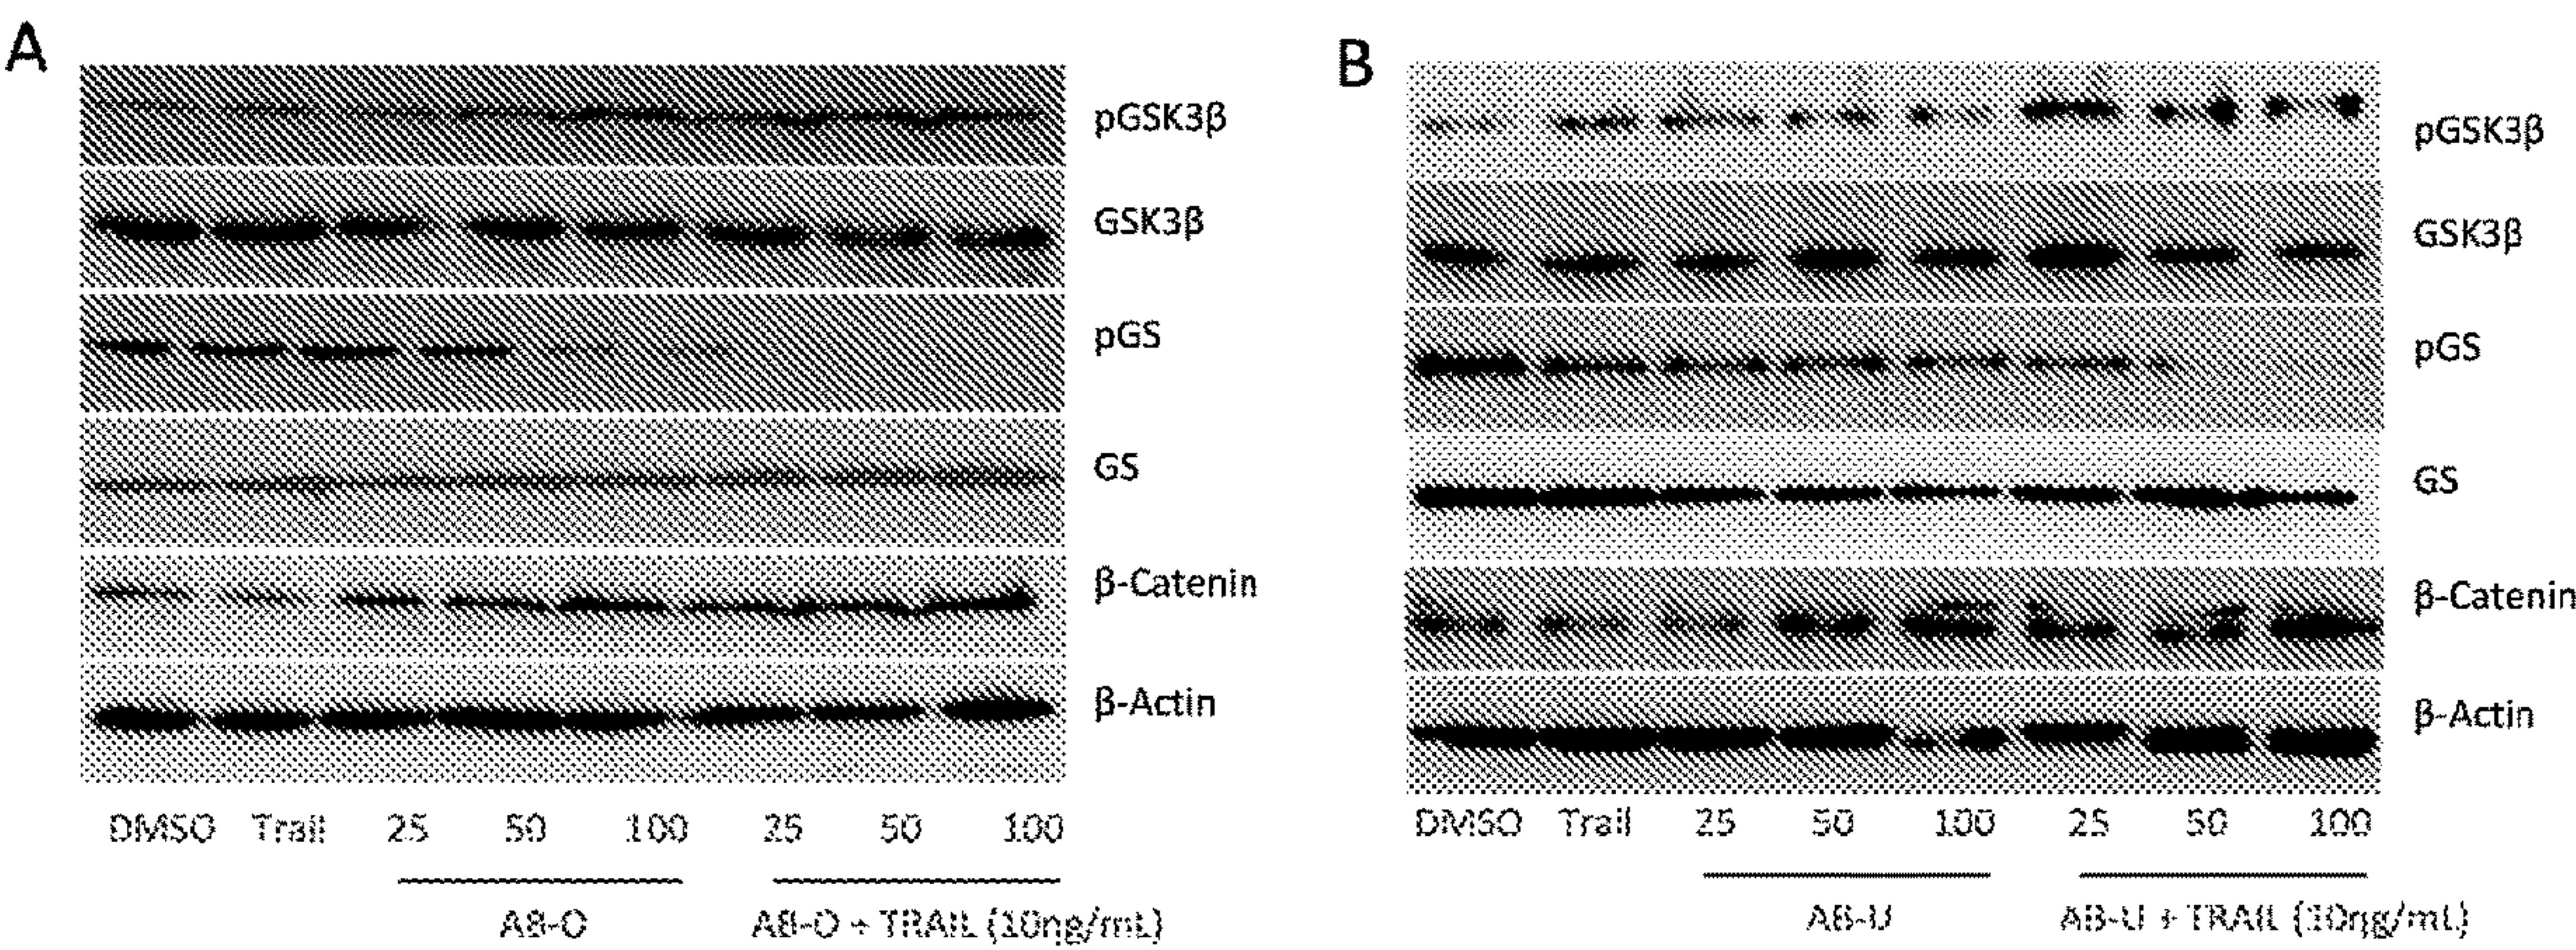 A
pGSK3β
GSK3β
pGS
GS
β-Catenin
β-Actin
DMSO Trail 25 50 100 25 50 100
AB-O AB-O + TRAIL (10ng/mL)
B
pGSK3β
GSK3β
pGS
GS
β-Catenin
β-Actin
DMSO Trail 25 50 100 25 50 100
AB-U AB-U + TRAIL (10ηg/mL)